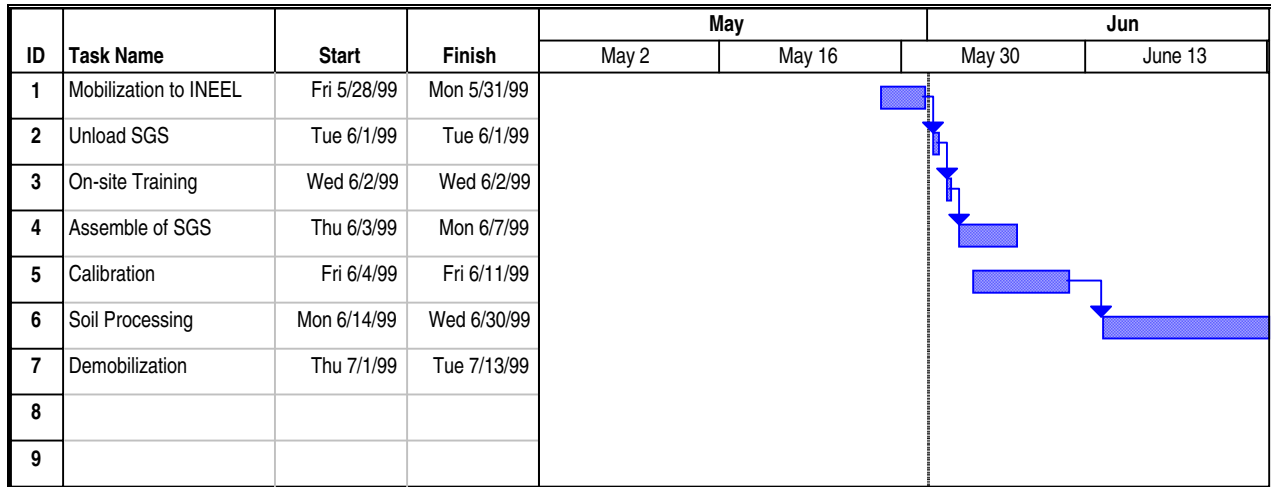 May Jun
ID Task Name Start Finish May 2 May 16 May 30 June 13
1 Mobilization to INEEL Fri 5/28/99 Mon 5/31/99
2 Unload SGS Tue 6/1/99 Tue 6/1/99
3 On-site Training Wed 6/2/99 Wed 6/2/99
4 Assemble of SGS Thu 6/3/99 Mon 6/7/99
5 Calibration Fri 6/4/99 Fri 6/11/99
6 Soil Processing Mon 6/14/99 Wed 6/30/99
7 Demobilization Thu 7/1/99 Tue 7/13/99
8
9